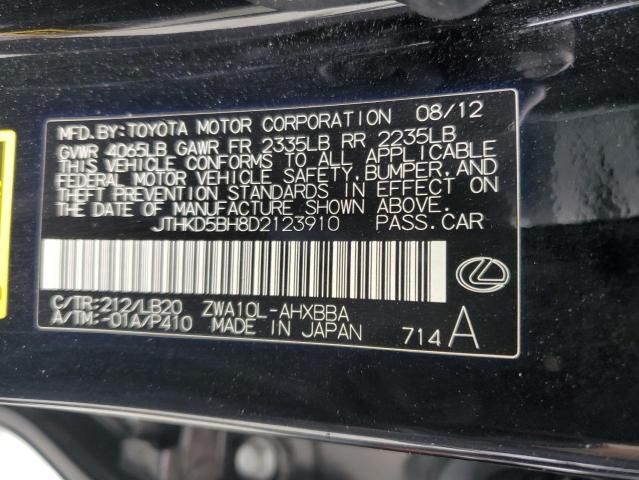 MFD.BY:TOYOTA MOTOR CORPORATION 08/12
GVWR 4065LB GAWR FR 2335LB RR 2235LB
THIS VEHICLE CONFORMS TO ALL APPLICABLE
FEDERAL MOTOR VEHICLE SAFETY,BUMPER,AND
THEFT PREVENTION STANDARDS IN EFFECT ON
THE DATE OF MANUFACTURE SHOWN ABOVE.
JTHKD5BH8D2123910 PASS.CAR
C/TR:212/LB20 ZWA10L-AHXBBA
A/TM:-01A/P410 MADE IN JAPAN 714 A